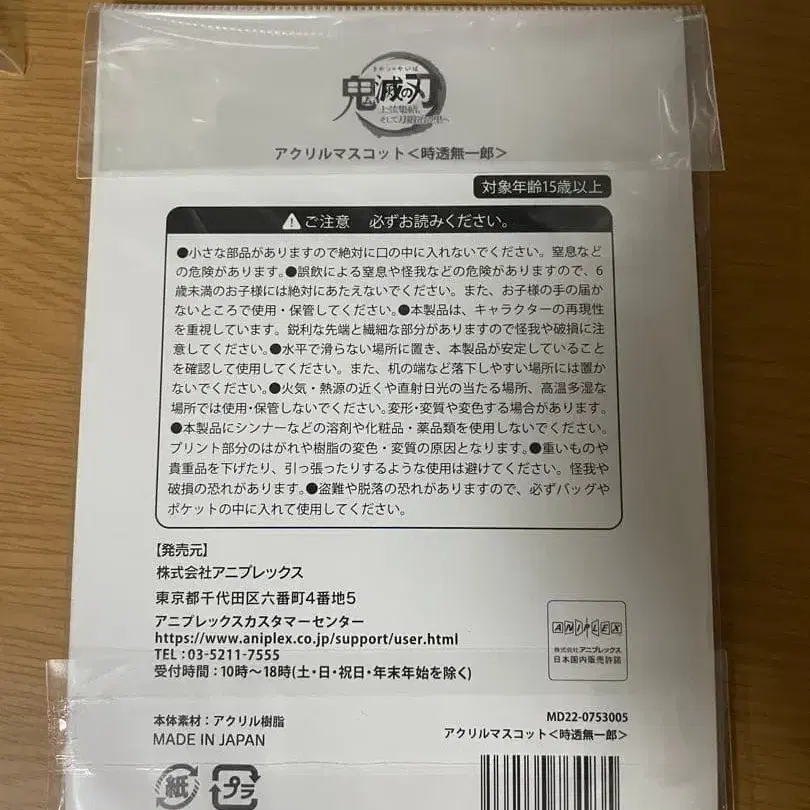 きめつのやいば
鬼滅の刃
上弦集結、
そして刀鍛冶の里へ
アクリルマスコット＜時透無一郎＞
対象年齢15歳以上
ご注意　必ずお読みください。
●小さな部品がありますので絶対に口の中に入れないでください。窒息など
の危険があります。●誤飲による窒息や怪我などの危険がありますので、6
歳未満のお子様には絶対にあたえないでください。また、お子様の手の届か
ないところで使用・保管してください。●本製品は、キャラクターの再現性
を重視しています。鋭利な先端と繊細な部分がありますので怪我や破損に注
意してください。●水平で滑らない場所に置き、本製品が安定していること
を確認して使用してください。また、机の端など落下しやすい場所には置か
ないでください。●火気・熱源の近くや直射日光の当たる場所、高温多湿な
場所では使用・保管しないでください。変形・変質や変色する場合があります。
●本製品にシンナーなどの溶剤や化粧品・薬品類を使用しないでください。
プリント部分のはがれや樹脂の変色・変質の原因となります。●重いものや
貴重品を下げたり、引っ張ったりするような使用は避けてください。怪我や
破損の恐れがあります。●盗難や脱落の恐れがありますので、必ずバッグや
ポケットの中に入れて使用してください。
【発売元】
株式会社アニプレックス
東京都千代田区六番町4番地5
アニプレックスカスタマーセンター
https://www.aniplex.co.jp/support/user.html
TEL：03-5211-7555
受付時間：10時～18時(土・日・祝日・年末年始を除く)
ANIPLEX
株式会社アニプレックス
日本国内販売許諾
本体素材：アクリル樹脂
MADE IN JAPAN
MD22-0753005
アクリルマスコット＜時透無一郎＞
紙
プラ